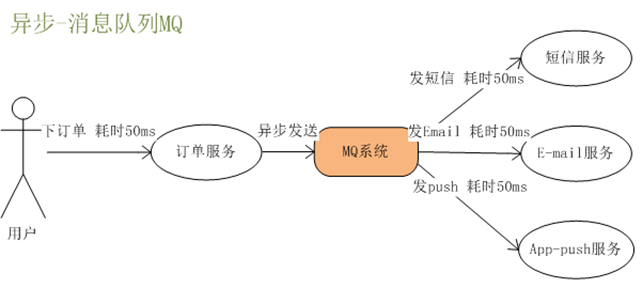 异步-消息队列MQ
短信服务
发短信 耗时50ms
下订单 耗时50ms
订单服务
异步发送
MQ系统
发Email 耗时50ms
E-mail服务
发push 耗时50ms
用户
App-push服务